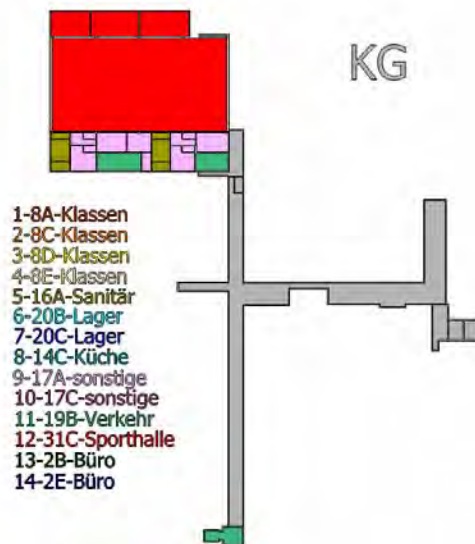 KG
1-8A-Klassen
2-8C-Klassen
3-8D-Klassen
4-8E-Klassen
5-16A-Sanitär
6-20B-Lager
7-20C-Lager
8-14C-Küche
9-17A-sonstige
10-17C-sonstige
11-19B-Verkehr
12-31C-Sporthalle
13-2B-Büro
14-2E-Büro